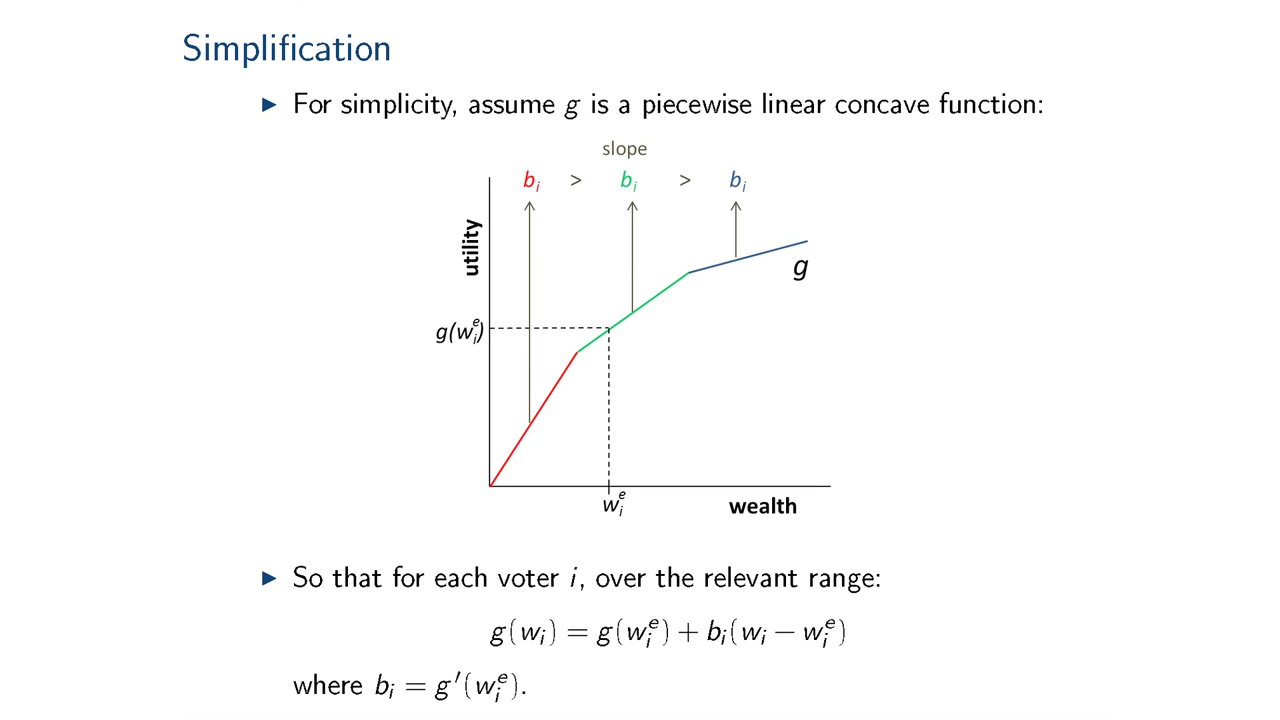 Simplification
▶ For simplicity, assume g is a piecewise linear concave function:
slope
b_i > b_i > b_i
utility
g
g(w_i^e)
w_i^e
wealth
▶ So that for each voter i, over the relevant range:
g(w_i) = g(w_i^e) + b_i(w_i − w_i^e)
where b_i = g′(w_i^e).